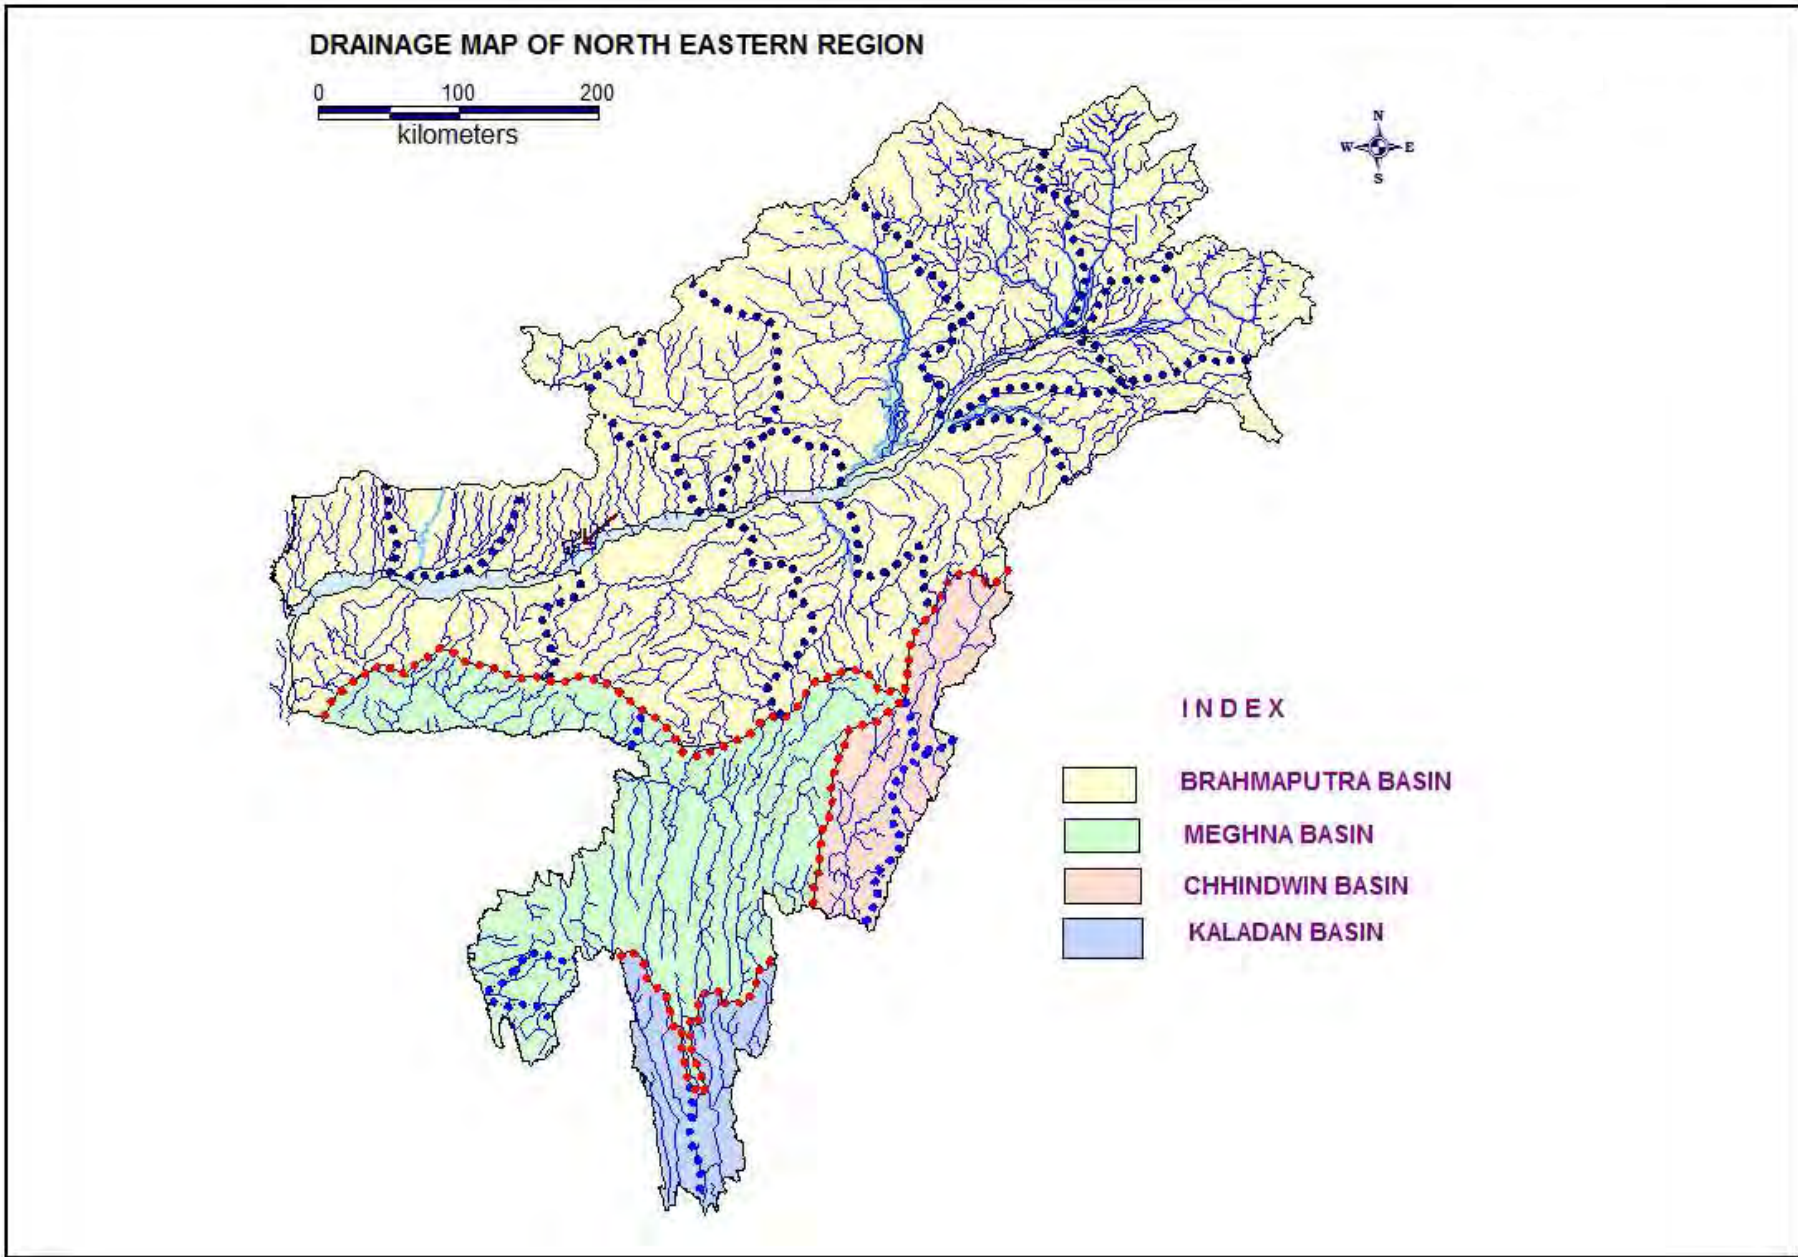 DRAINAGE MAP OF NORTH EASTERN REGION
0 100 200
kilometers
N
W E
S
INDEX
BRAHMAPUTRA BASIN
MEGHNA BASIN
CHHINDWIN BASIN
KALADAN BASIN